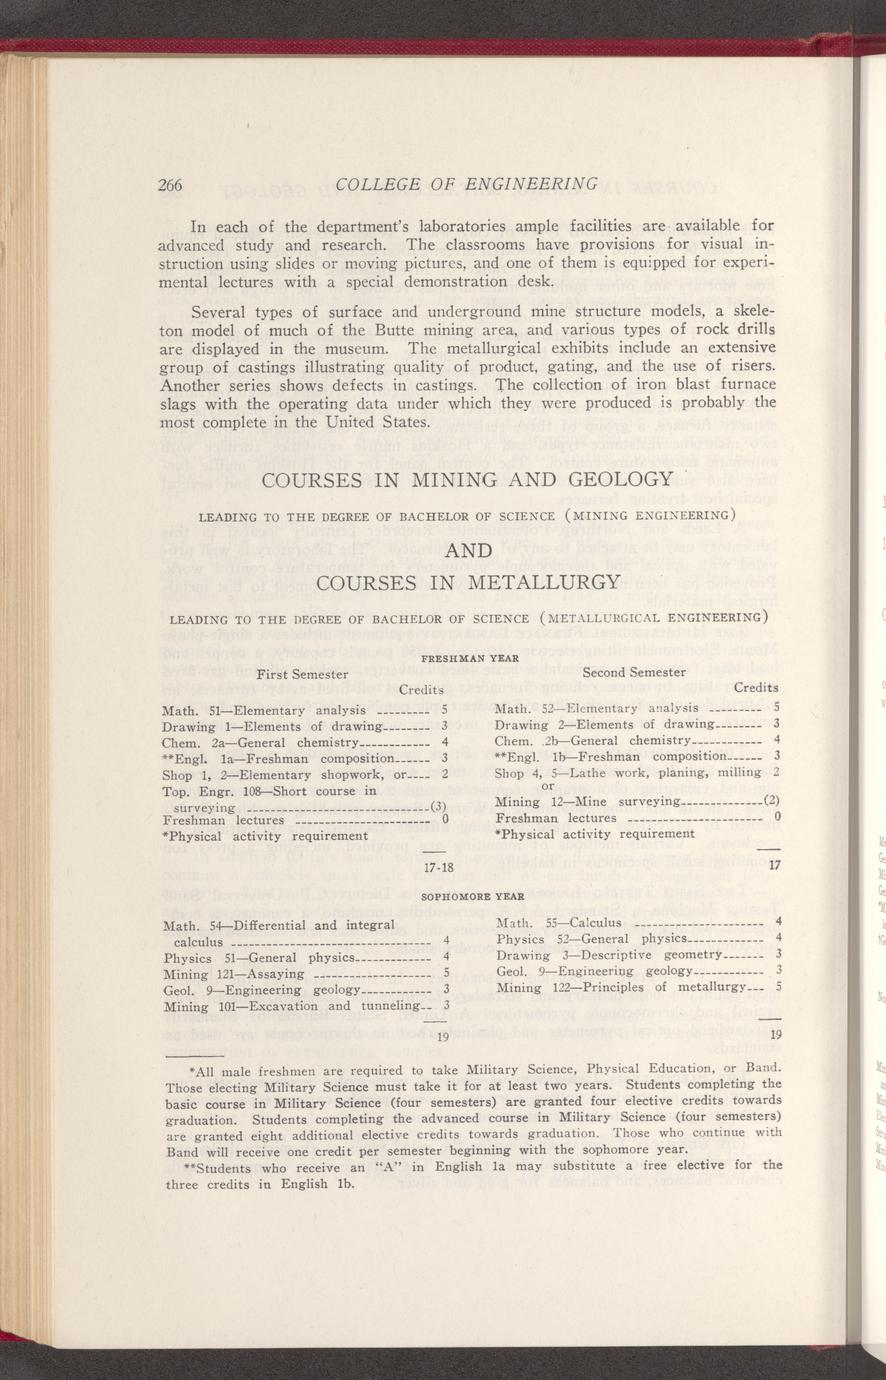 266
COLLEGE OF ENGINEERING
In each of the department's laboratories ample facilities are available for
advanced study and research. The classrooms have provisions for visual in-
struction using slides or moving pictures, and one of them is equipped for experi-
mental lectures with a special demonstration desk.
Several types of surface and underground mine structure models, a skele-
ton model of much of the Butte mining area, and various types of rock drills
are displayed in the museum. The metallurgical exhibits include an extensive
group of castings illustrating quality of product, gating, and the use of risers.
Another series shows defects in castings. The collection of iron blast furnace
slags with the operating data under which they were produced is probably the
most complete in the United States.
COURSES IN MINING AND GEOLOGY
LEADING TO THE DEGREE OF BACHELOR OF SCIENCE (MINING ENGINEERING)
AND
COURSES IN METALLURGY
LEADING TO THE DEGREE OF BACHELOR OF SCIENCE (METALLURGICAL ENGINEERING)
FRESHMAN YEAR
First Semester
Credits
Math. 51—Elementary analysis --------- 5
Drawing 1—Elements of drawing-------- 3
Chem. 2a—General chemistry------------ 4
**Engl. 1a—Freshman composition------ 3
Shop 1, 2—Elementary shopwork, or---- 2
Top. Engr. 108—Short course in
surveying ------------------------------(3)
Freshman lectures ----------------------- 0
*Physical activity requirement
17-18
Second Semester
Credits
Math. 52—Elementary analysis --------- 5
Drawing 2—Elements of drawing-------- 3
Chem. 2b—General chemistry------------ 4
**Engl. 1b—Freshman composition------ 3
Shop 4, 5—Lathe work, planing, milling 2
or
Mining 12—Mine surveying--------------(2)
Freshman lectures ----------------------- 0
*Physical activity requirement
17
SOPHOMORE YEAR
Math. 54—Differential and integral
calculus --------------------------------- 4
Physics 51—General physics------------- 4
Mining 121—Assaying -------------------- 5
Geol. 9—Engineering geology------------ 3
Mining 101—Excavation and tunneling-- 3
19
Math. 55—Calculus ---------------------- 4
Physics 52—General physics------------- 4
Drawing 3—Descriptive geometry------- 3
Geol. 9—Engineering geology------------ 3
Mining 122—Principles of metallurgy--- 5
19
*All male freshmen are required to take Military Science, Physical Education, or Band.
Those electing Military Science must take it for at least two years. Students completing the
basic course in Military Science (four semesters) are granted four elective credits towards
graduation. Students completing the advanced course in Military Science (four semesters)
are granted eight additional elective credits towards graduation. Those who continue with
Band will receive one credit per semester beginning with the sophomore year.
**Students who receive an "A" in English 1a may substitute a free elective for the
three credits in English 1b.